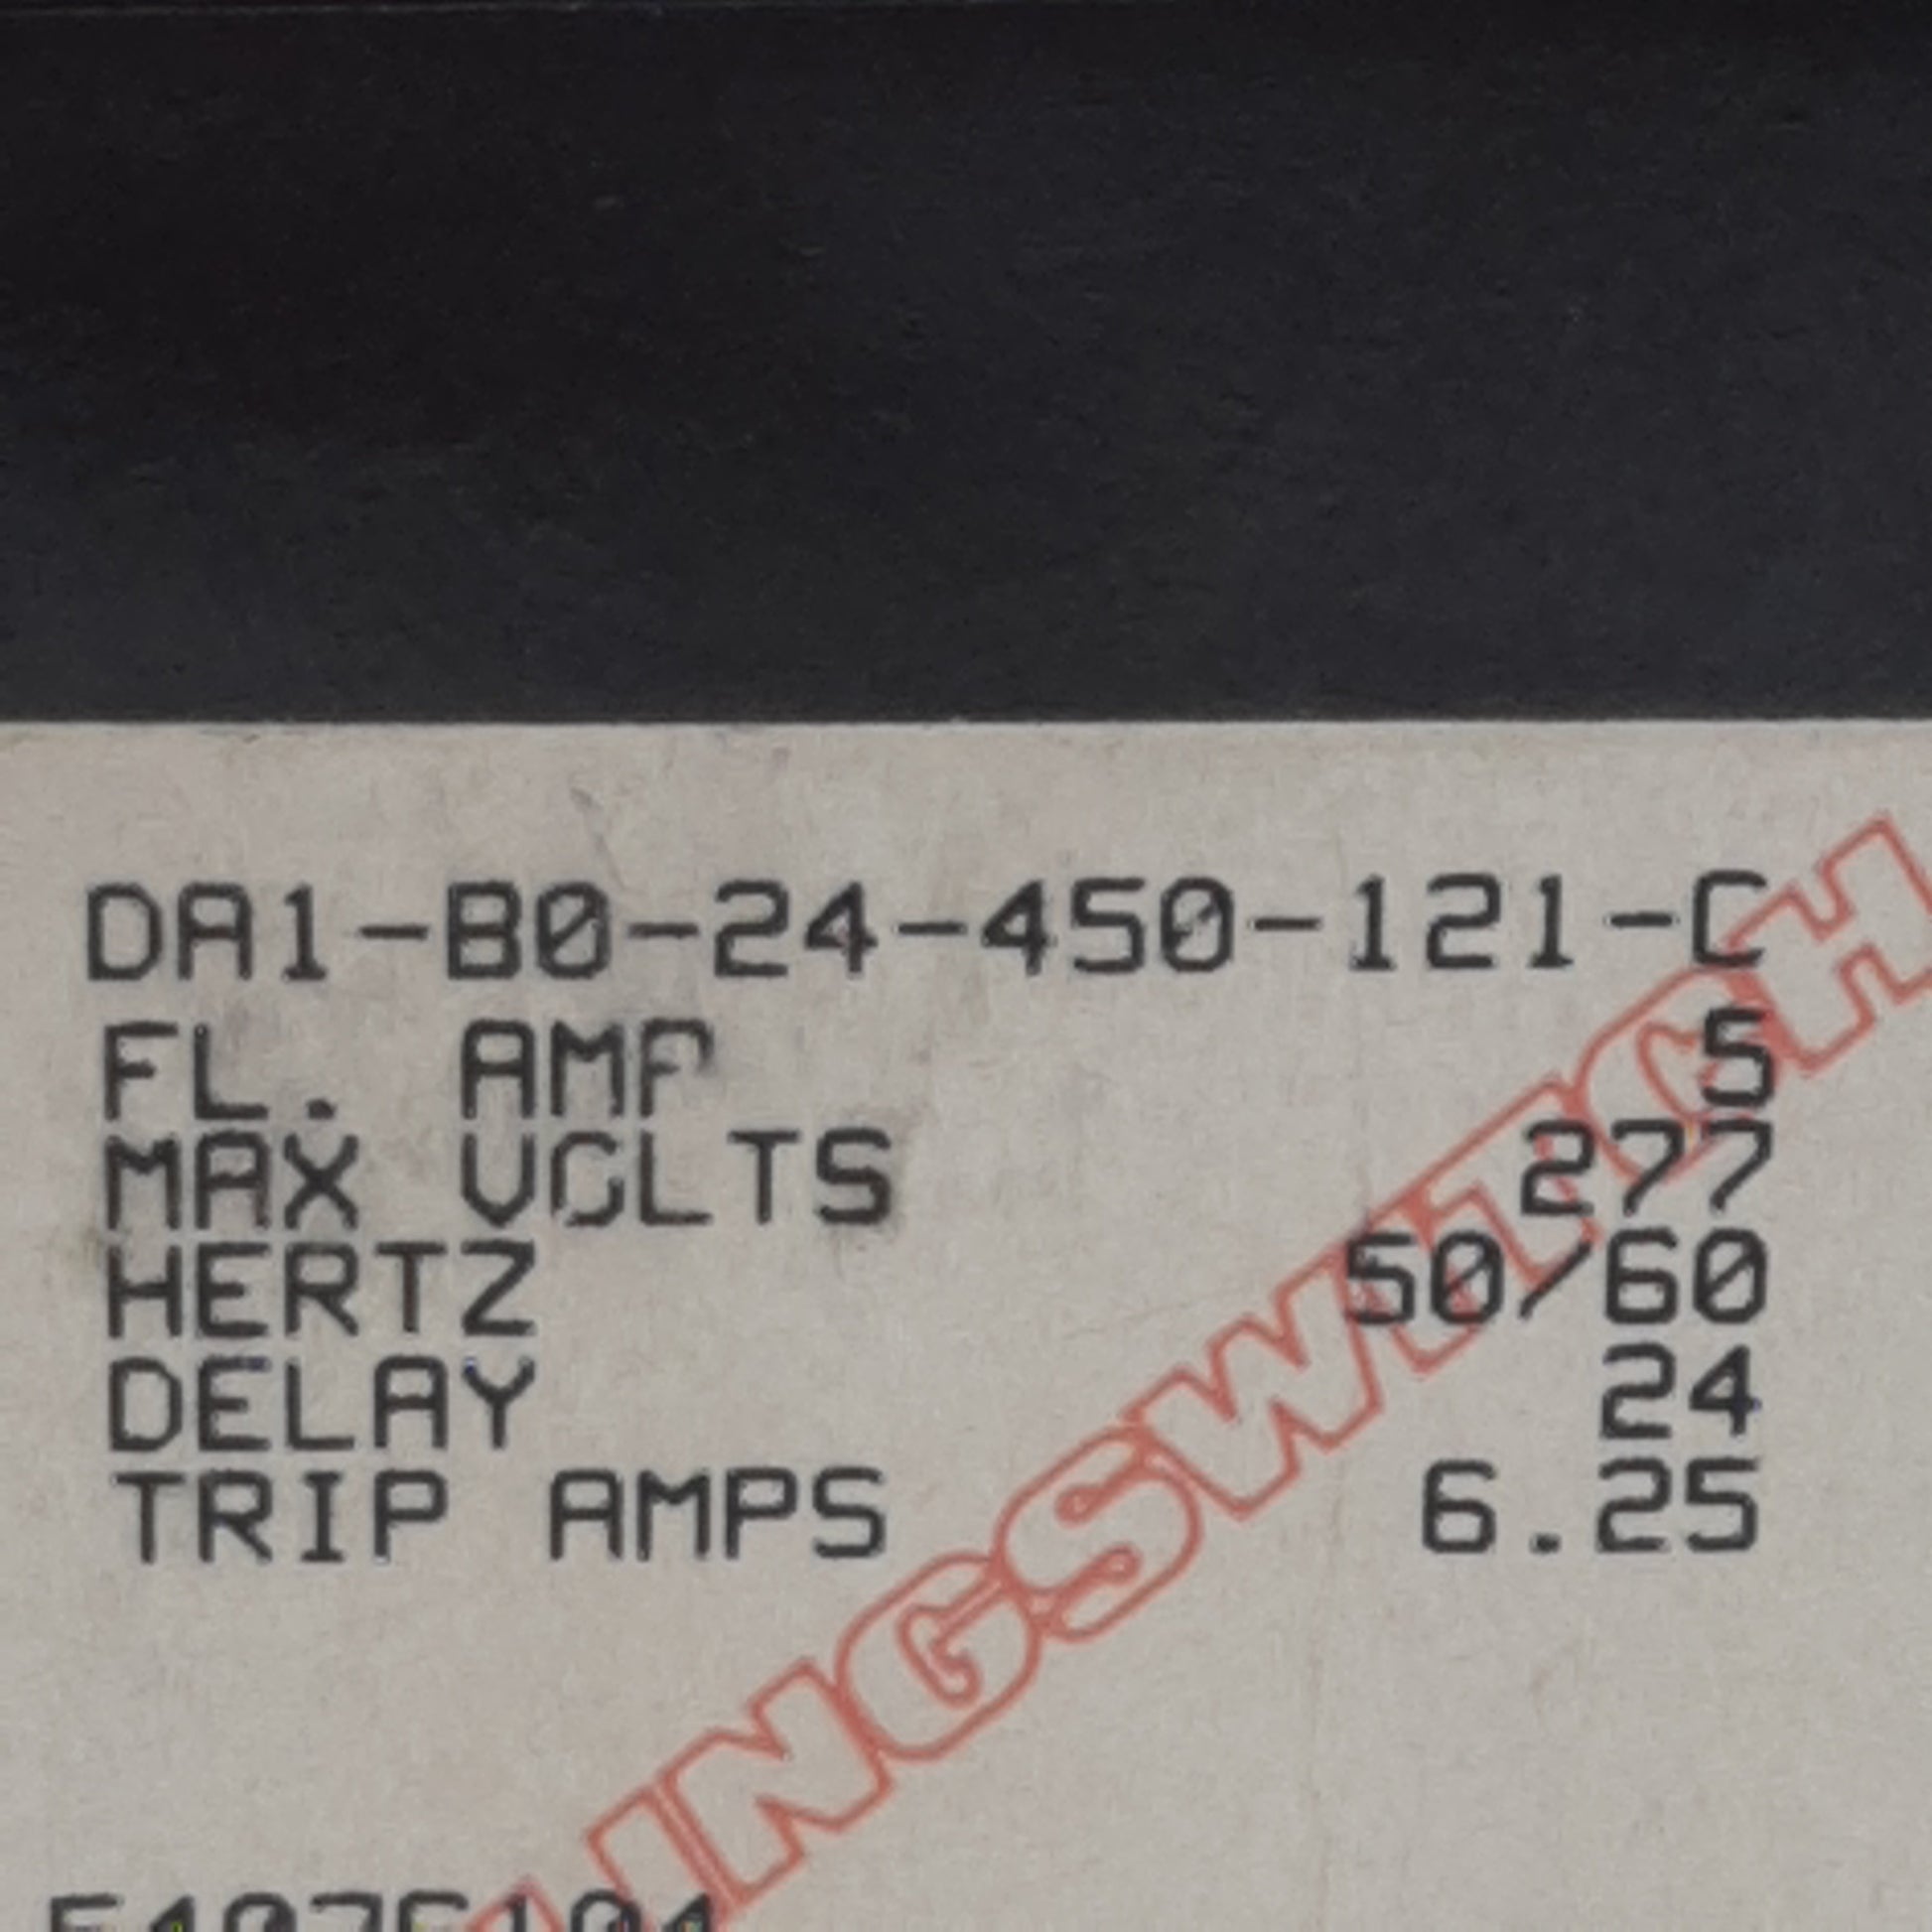 DA1-B0-24-450-121-C
FL. AMP 5
MAX VOLTS 277
HERTZ 50/60
DELAY 24
TRIP AMPS 6.25
LINGSWITCH